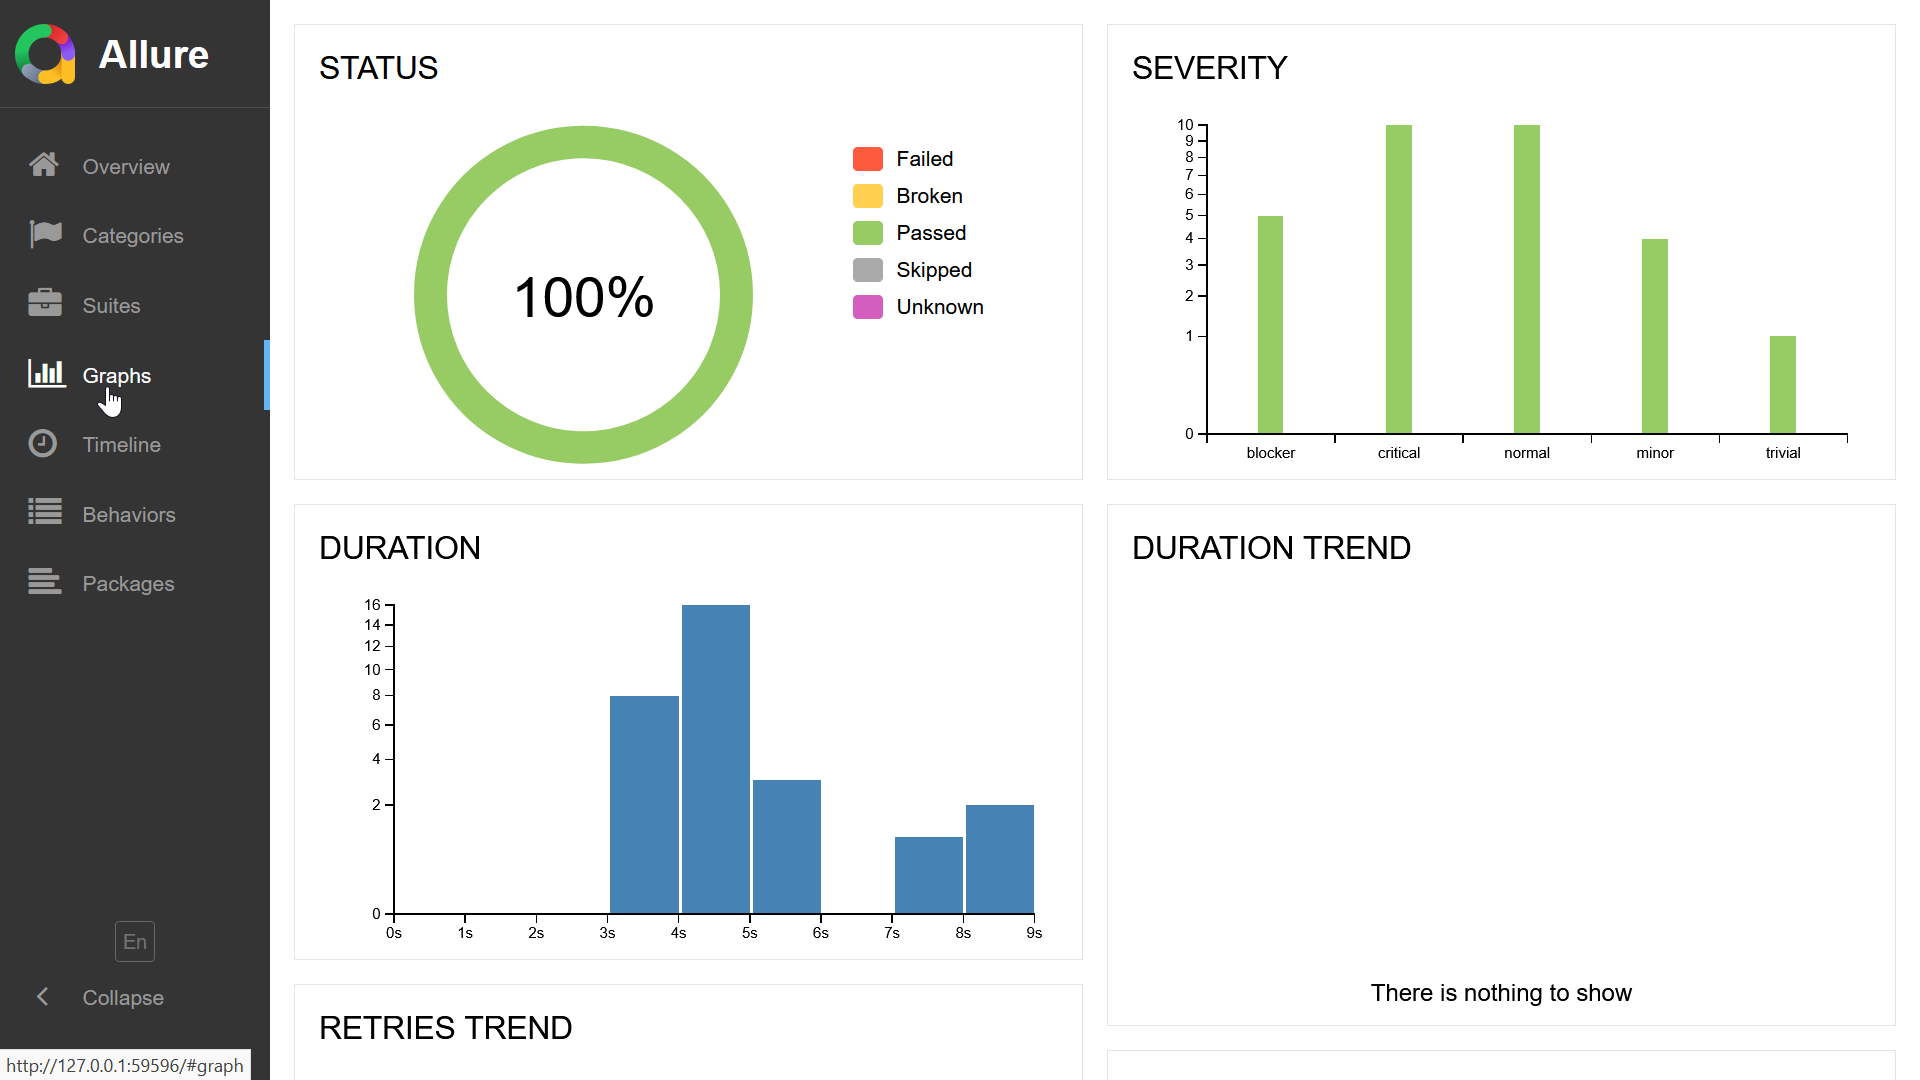 Allure
Overview
Categories
Suites
Graphs
Timeline
Behaviors
Packages
En
Collapse
http://127.0.0.1:59596/#graph
STATUS
100%
Failed
Broken
Passed
Skipped
Unknown
SEVERITY
10
9
8
7
6
5
4
3
2
1
0
blocker critical normal minor trivial
DURATION
16
14
12
10
8
6
4
2
0
0s 1s 2s 3s 4s 5s 6s 7s 8s 9s
DURATION TREND
There is nothing to show
RETRIES TREND